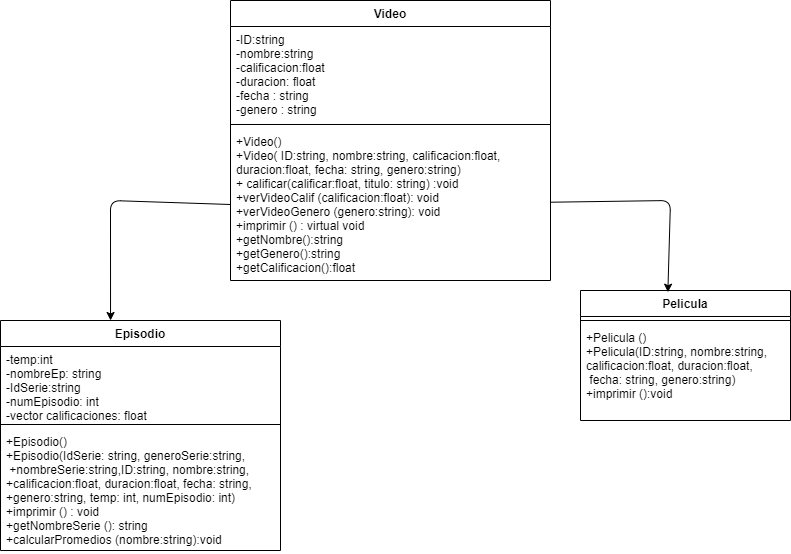 Video
-ID:string
-nombre:string
-calificacion:float
-duracion: float
-fecha : string
-genero : string
+Video()
+Video( ID:string, nombre:string, calificacion:float,
duracion:float, fecha: string, genero:string)
+ calificar(calificar:float, titulo: string) :void
+verVideoCalif (calificacion:float): void
+verVideoGenero (genero:string): void
+imprimir () : virtual void
+getNombre():string
+getGenero():string
+getCalificacion():float
Episodio
-temp:int
-nombreEp: string
-IdSerie:string
-numEpisodio: int
-vector calificaciones: float
+Episodio()
+Episodio(IdSerie: string, generoSerie:string,
+nombreSerie:string,ID:string, nombre:string,
+calificacion:float, duracion:float, fecha: string,
+genero:string, temp: int, numEpisodio: int)
+imprimir () : void
+getNombreSerie (): string
+calcularPromedios (nombre:string):void
Pelicula
+Pelicula ()
+Pelicula(ID:string, nombre:string,
calificacion:float, duracion:float,
fecha: string, genero:string)
+imprimir ():void